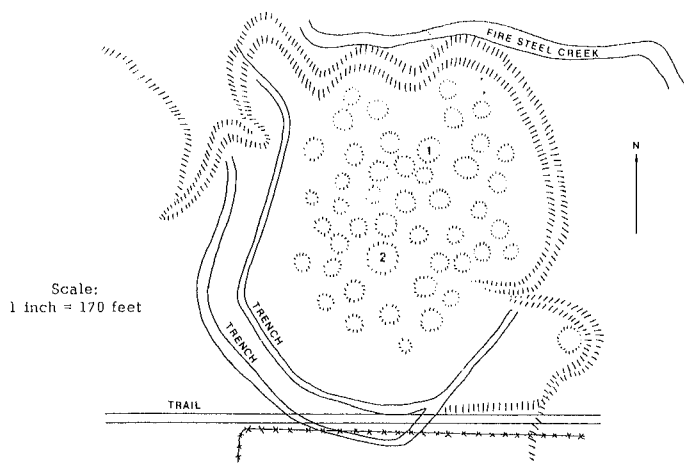 FIRE STEEL CREEK
N
1
2
Scale:
1 inch = 170 feet
TRENCH
TRENCH
TRAIL